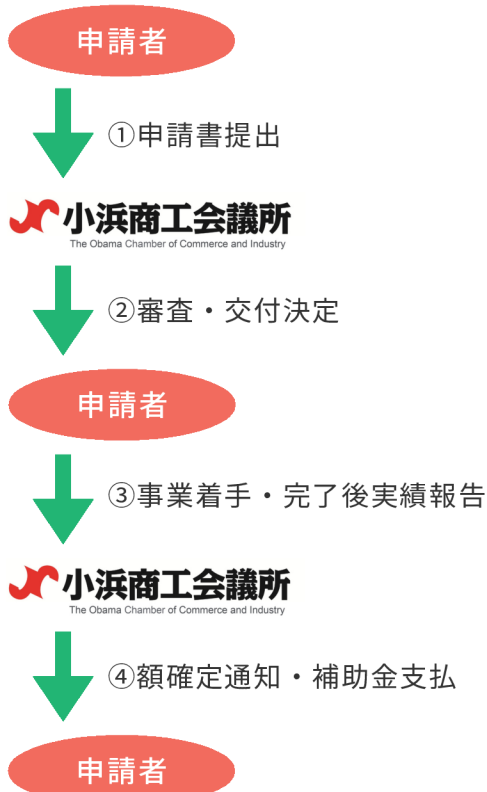 申請者
①申請書提出
小浜商工会議所
The Obama Chamber of Commerce and Industry
②審査・交付決定
申請者
③事業着手・完了後実績報告
小浜商工会議所
The Obama Chamber of Commerce and Industry
④額確定通知・補助金支払
申請者